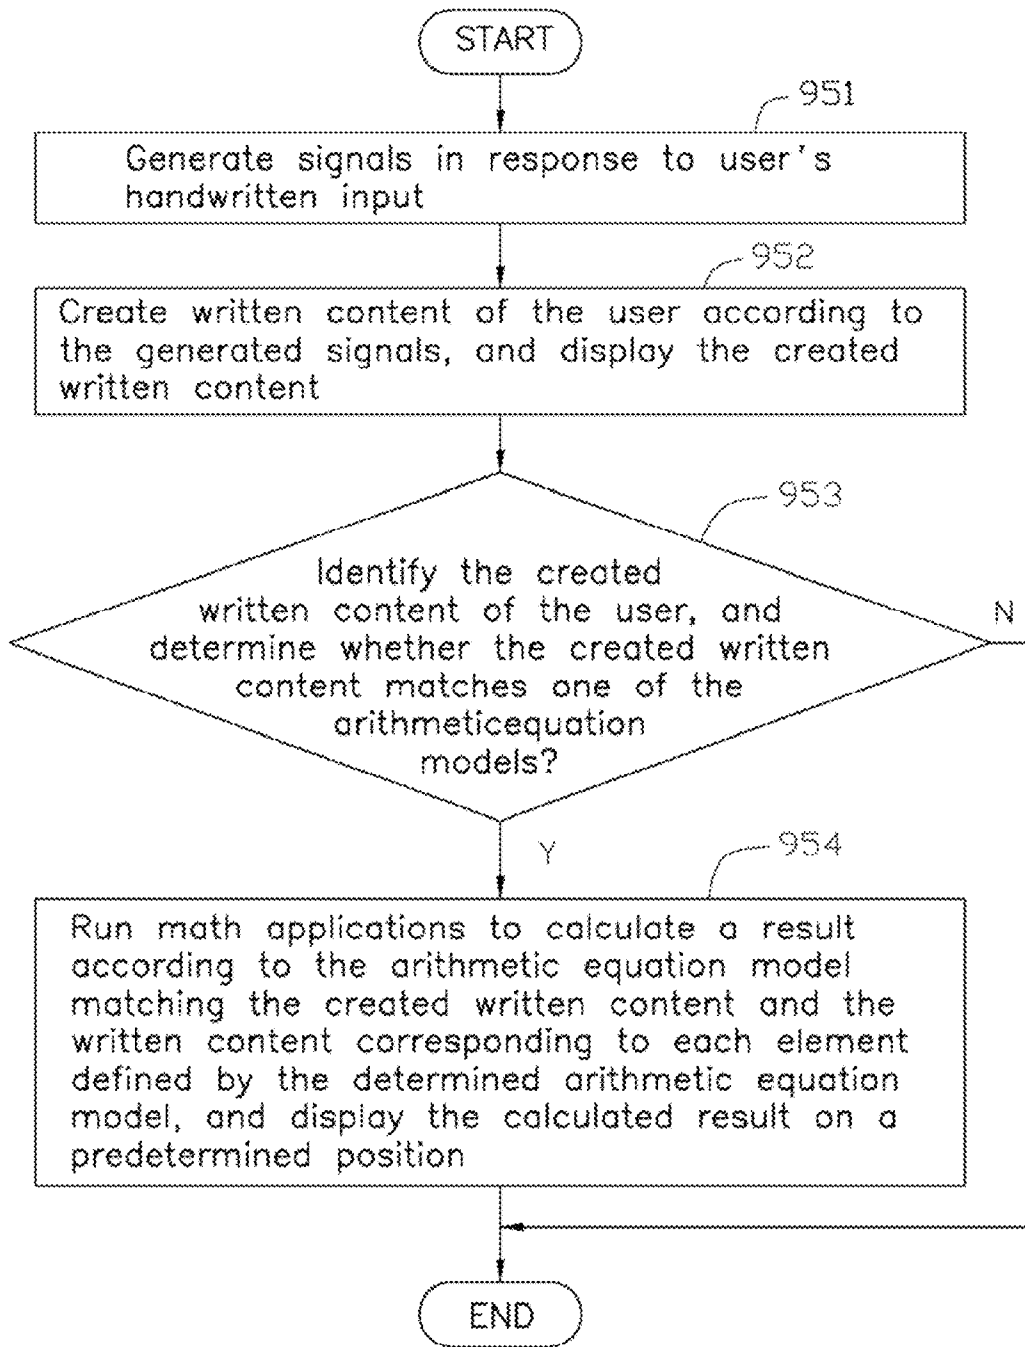 START
951
Generate signals in response to user's
handwritten input
952
Create written content of the user according to
the generated signals, and display the created
written content
953
Identify the created
written content of the user, and
determine whether the created written
content matches one of the
arithmeticequation
models?
N
Y
954
Run math applications to calculate a result
according to the arithmetic equation model
matching the created written content and the
written content corresponding to each element
defined by the determined arithmetic equation
model, and display the calculated result on a
predetermined position
END